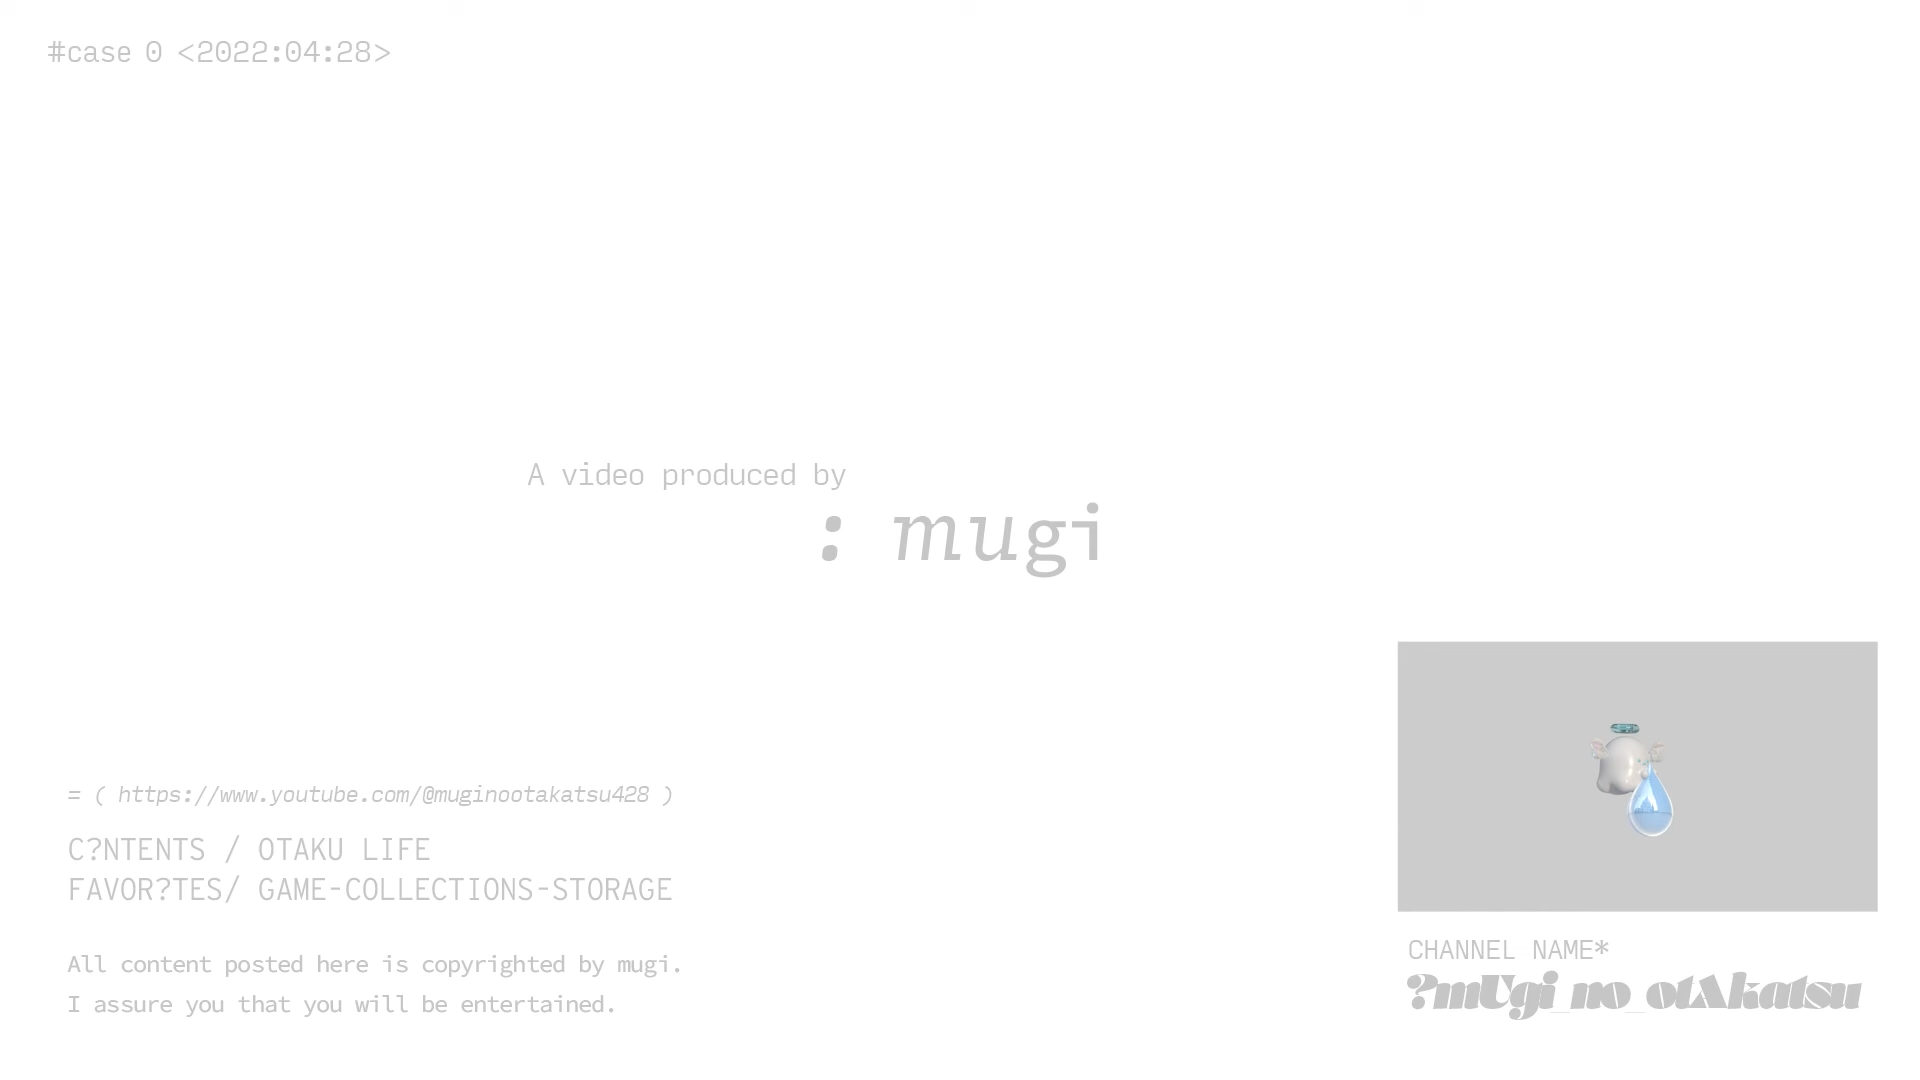 #case 0 <2022:04:28>
A video produced by
: mugi
= ( https://www.youtube.com/@muginootakatsu428 )
C?NTENTS / OTAKU LIFE
FAVOR?TES/ GAME-COLLECTIONS-STORAGE
All content posted here is copyrighted by mugi.
I assure you that you will be entertained.
CHANNEL NAME*
?mUgi_no_otAkatsu